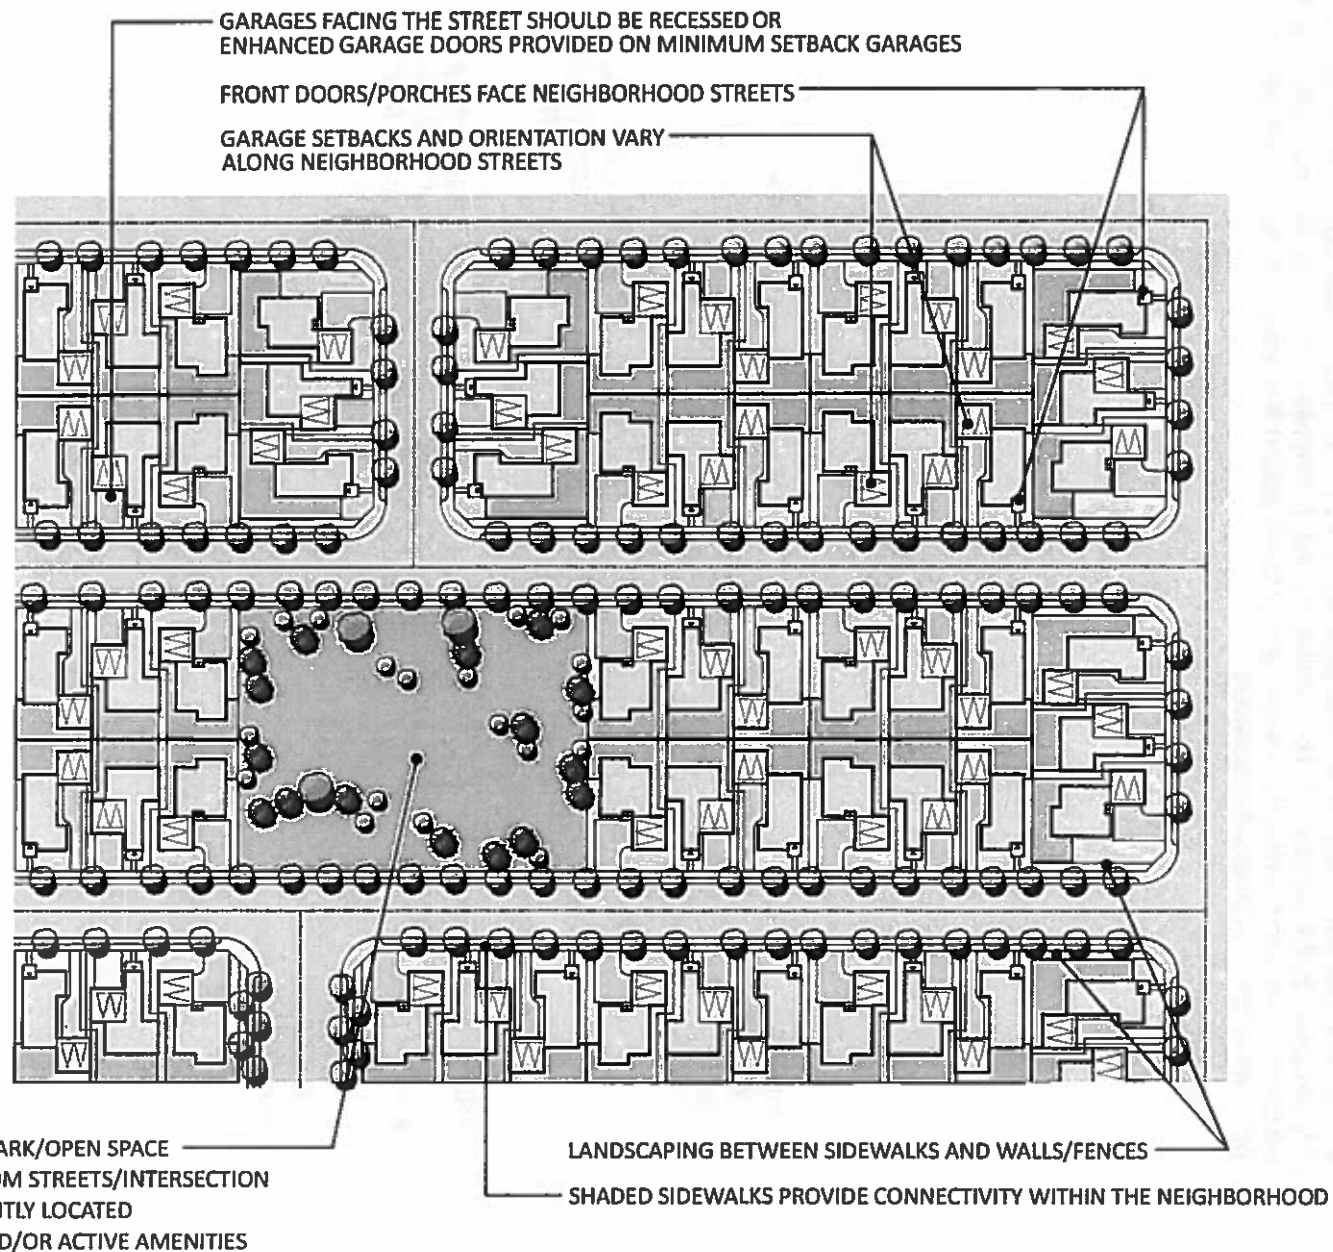 GARAGES FACING THE STREET SHOULD BE RECESSED OR
ENHANCED GARAGE DOORS PROVIDED ON MINIMUM SETBACK GARAGES
FRONT DOORS/PORCHES FACE NEIGHBORHOOD STREETS
GARAGE SETBACKS AND ORIENTATION VARY
ALONG NEIGHBORHOOD STREETS
ARK/OPEN SPACE
OM STREETS/INTERSECTION
NTLY LOCATED
D/OR ACTIVE AMENITIES
LANDSCAPING BETWEEN SIDEWALKS AND WALLS/FENCES
SHADED SIDEWALKS PROVIDE CONNECTIVITY WITHIN THE NEIGHBORHOOD